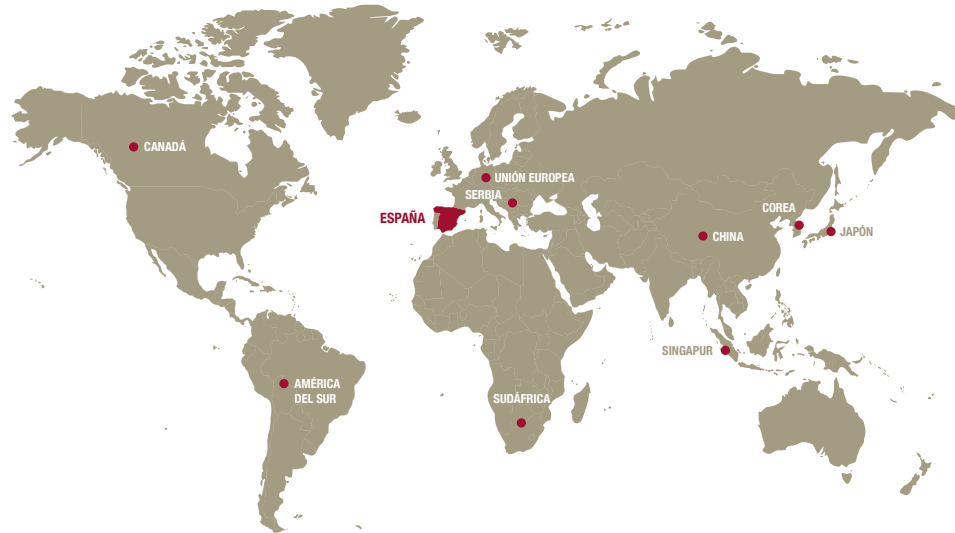 CANADÁ
UNIÓN EUROPEA
SERBIA
ESPAÑA
COREA
JAPÓN
CHINA
SINGAPUR
AMÉRICA
DEL SUR
SUDÁFRICA